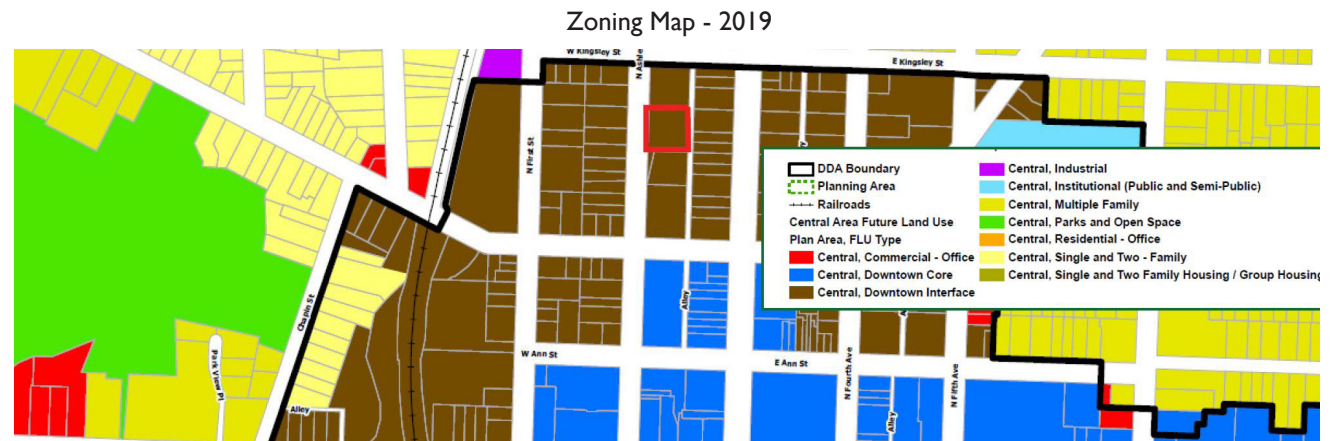 Zoning Map - 2019
W Kingsley St
E Kingsley St
N Ashle
N First St
DDA Boundary
Planning Area
Railroads
Central Area Future Land Use
Plan Area, FLU Type
Central, Commercial - Office
Central, Downtown Core
Central, Downtown Interface
Central, Industrial
Central, Institutional (Public and Semi-Public)
Central, Multiple Family
Central, Parks and Open Space
Central, Residential - Office
Central, Single and Two - Family
Central, Single and Two Family Housing / Group Housing
Chapin St
Alley
W Ann St
E Ann St
N Fourth Ave
N Fifth Ave
Park View Pl
Alley
Alley